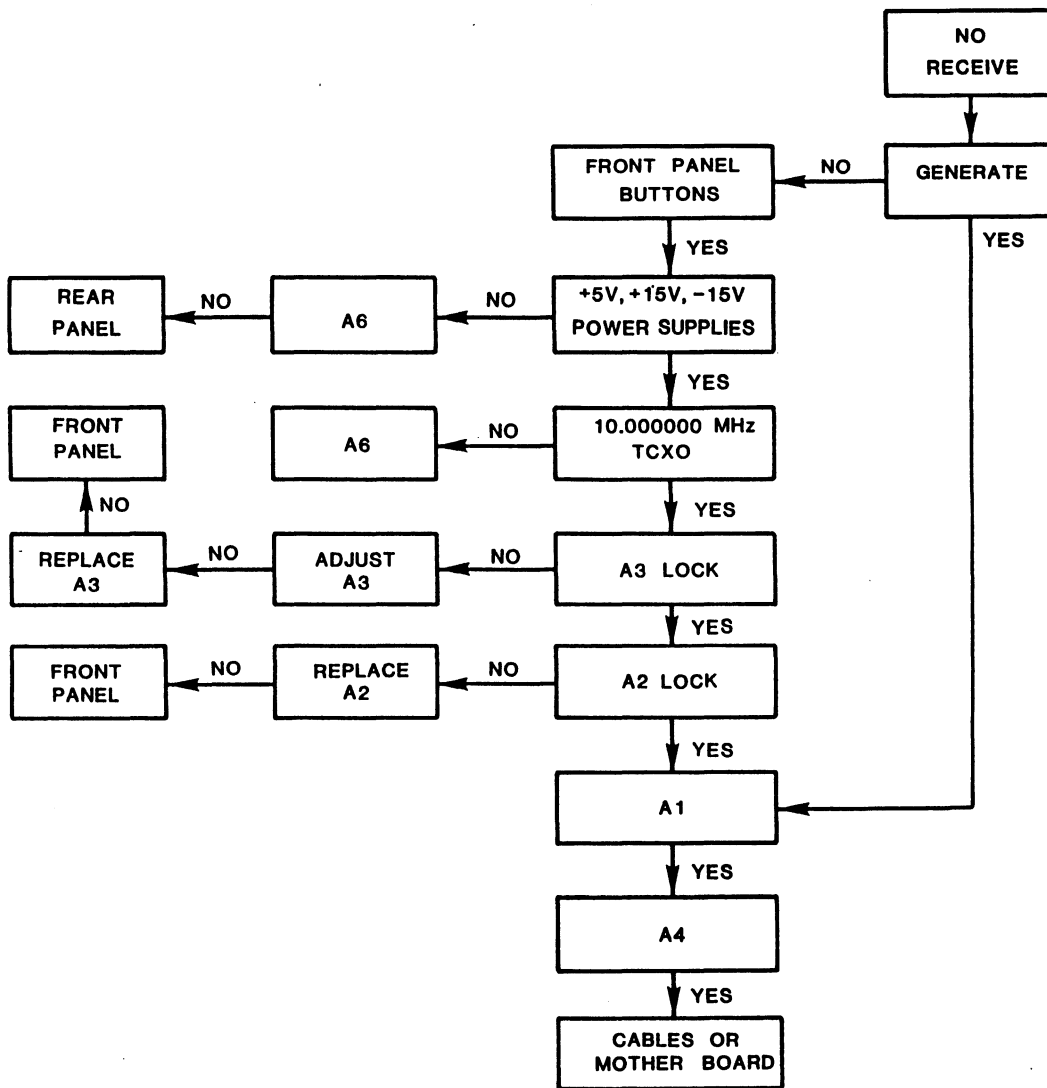 NO
RECEIVE
FRONT PANEL
BUTTONS
NO
GENERATE
YES
YES
REAR
PANEL
NO
A6
NO
+5V, +15V, -15V
POWER SUPPLIES
YES
FRONT
PANEL
A6
NO
10.000000 MHz
TCXO
NO
YES
REPLACE
A3
NO
ADJUST
A3
NO
A3 LOCK
YES
FRONT
PANEL
NO
REPLACE
A2
NO
A2 LOCK
YES
A1
YES
A4
YES
CABLES OR
MOTHER BOARD